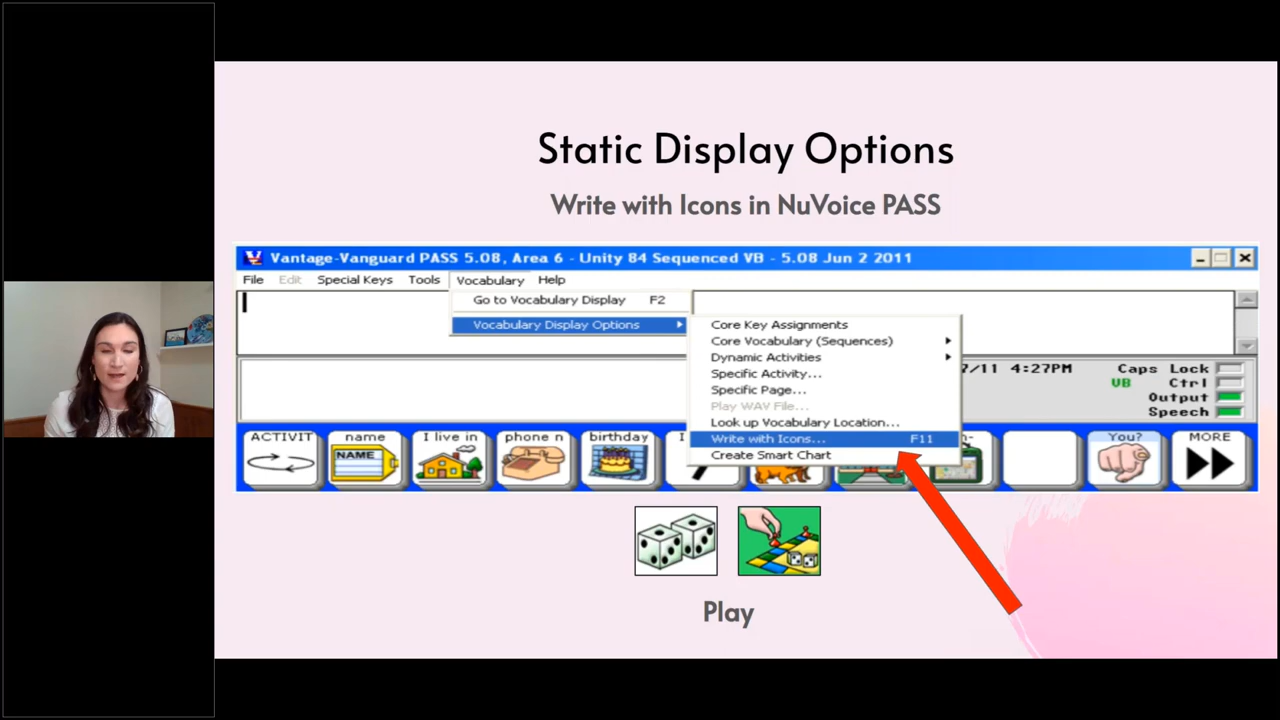 Static Display Options
Write with Icons in NuVoice PASS
Vantage-Vanguard PASS 5.08, Area 6 - Unity 84 Sequenced VB - 5.08 Jun 2 2011
File Edit Special Keys Tools Vocabulary Help
Go to Vocabulary Display F2
Vocabulary Display Options
Core Key Assignments
Core Vocabulary (Sequences)
Dynamic Activities
Specific Activity...
Specific Page...
Play WAV File...
Look up Vocabulary Location...
Write with Icons... F11
Create Smart Chart
7/11 4:27PM Caps Lock
VB Ctrl
Output
Speech
ACTIVIT name I live in phone n birthday I You? MORE
NAME
Play